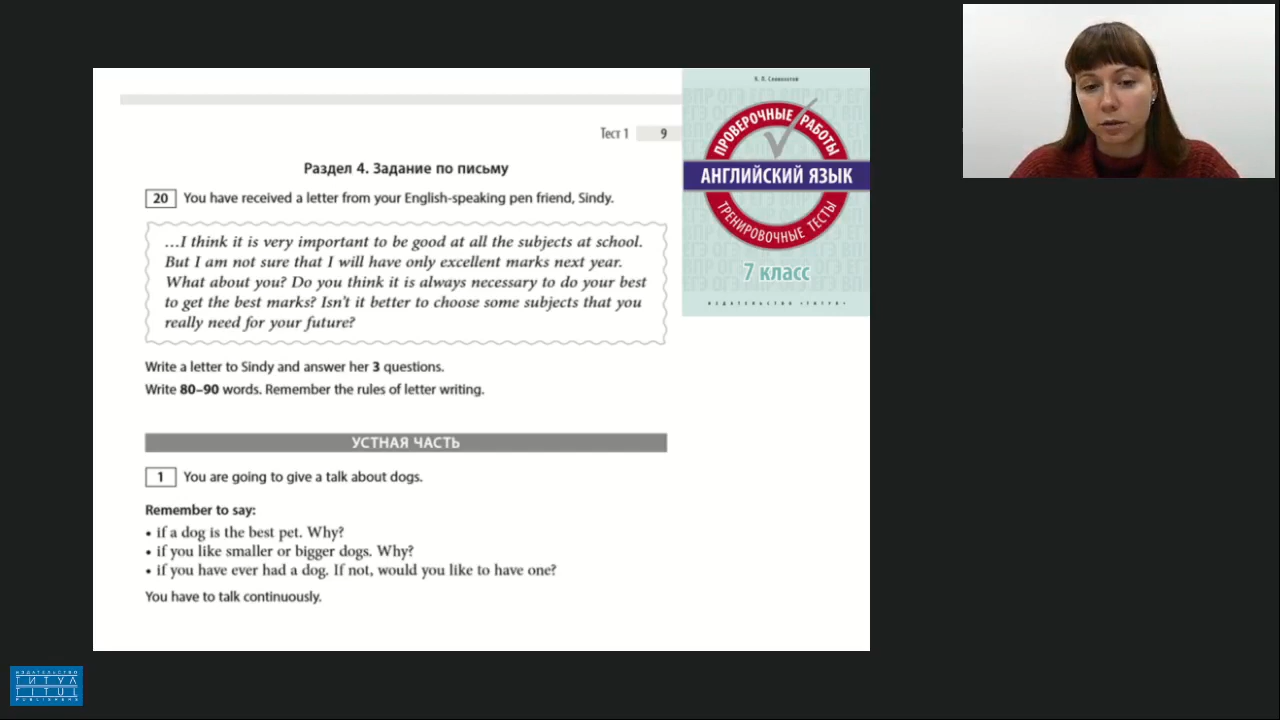 Тест 1 9
Раздел 4. Задание по письму
20 You have received a letter from your English-speaking pen friend, Sindy.
…I think it is very important to be good at all the subjects at school.
But I am not sure that I will have only excellent marks next year.
What about you? Do you think it is always necessary to do your best
to get the best marks? Isn't it better to choose some subjects that you
really need for your future?
Write a letter to Sindy and answer her 3 questions.
Write 80–90 words. Remember the rules of letter writing.
УСТНАЯ ЧАСТЬ
1 You are going to give a talk about dogs.
Remember to say:
• if a dog is the best pet. Why?
• if you like smaller or bigger dogs. Why?
• if you have ever had a dog. If not, would you like to have one?
You have to talk continuously.
ПРОВЕРОЧНЫЕ РАБОТЫ
АНГЛИЙСКИЙ ЯЗЫК
ТРЕНИРОВОЧНЫЕ ТЕСТЫ
7 класс
ИЗДАТЕЛЬСТВО «ТИТУЛ»
ИЗДАТЕЛЬСТВО
ТИТУЛ
TITUL
PUBLISHERS